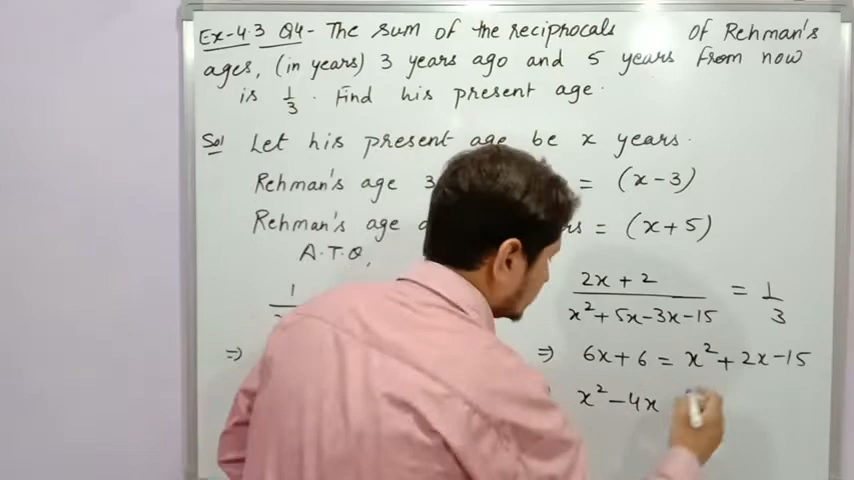 Ex-4.3 Q4- The sum of the reciprocals of Rehman's
ages, (in years) 3 years ago and 5 years from now
is 1/3. Find his present age.
Sol Let his present age be x years.
Rehman's age 3 = (x-3)
Rehman's age = (x+5)
A.T.Q,
1
(2x+2)/(x²+5x-3x-15) = 1/3
⇒ ⇒ 6x+6 = x²+2x-15
x²-4x